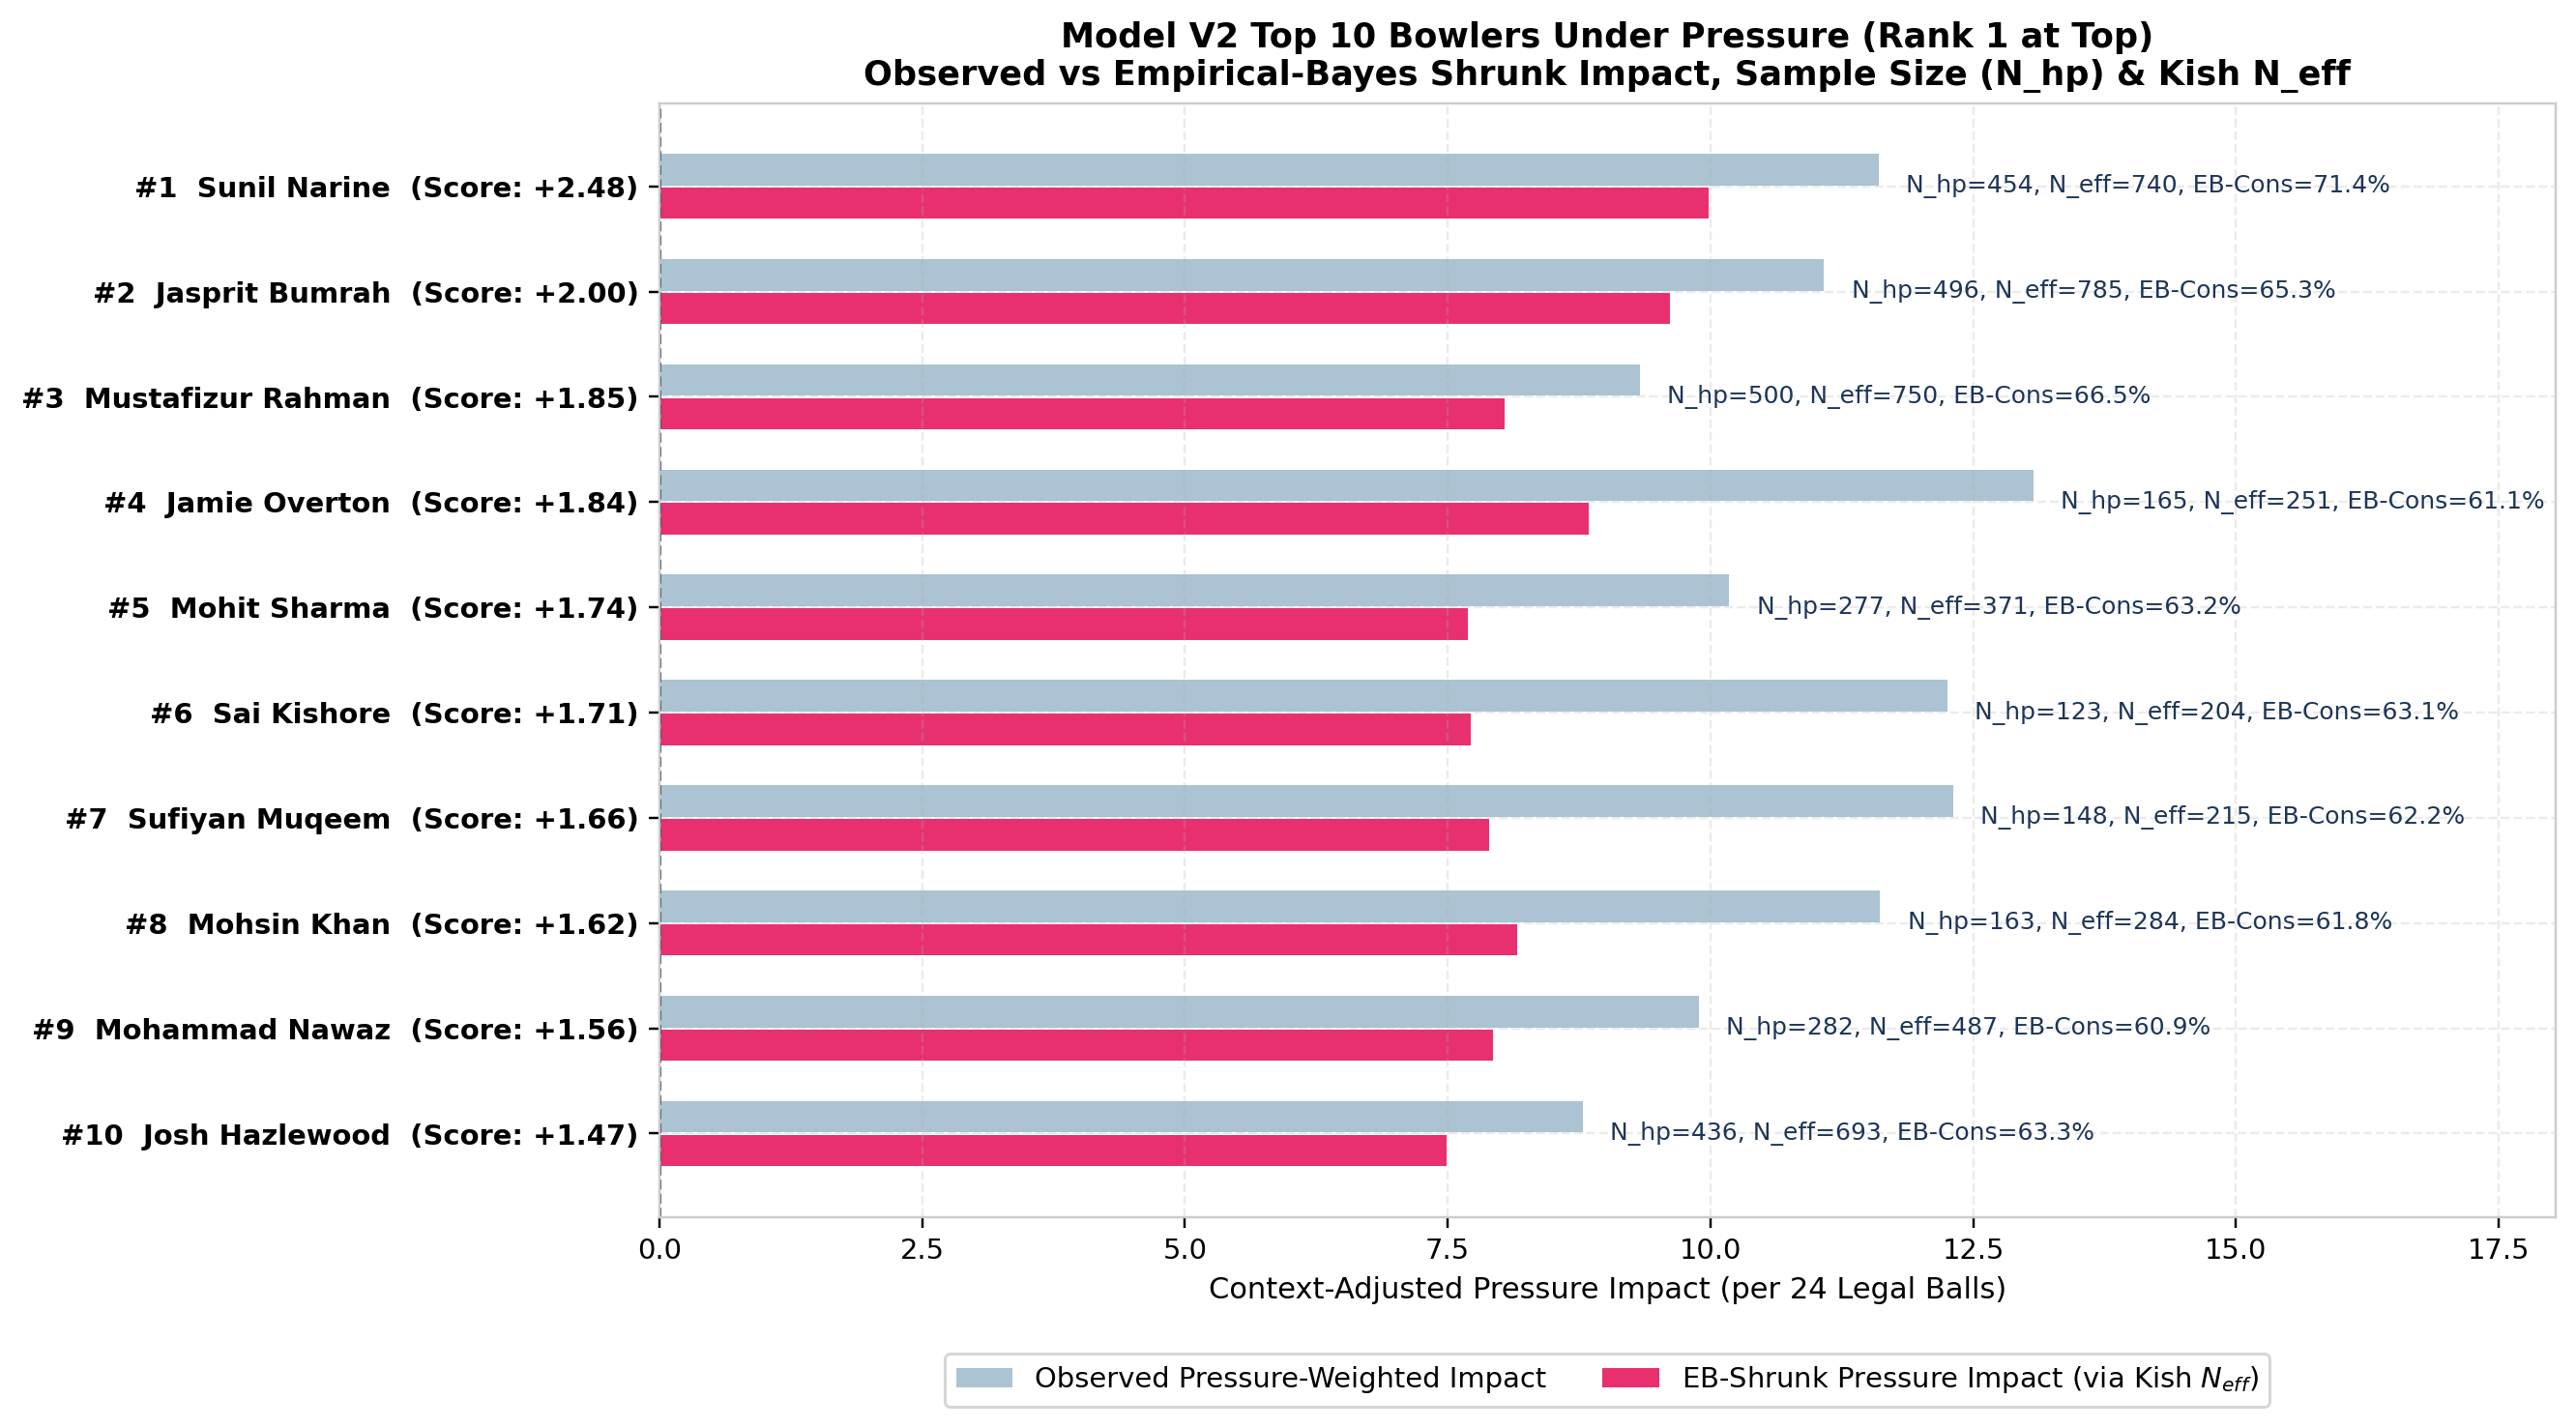 Model V2 Top 10 Bowlers Under Pressure (Rank 1 at Top)
Observed vs Empirical-Bayes Shrunk Impact, Sample Size (N_hp) & Kish N_eff
#1 Sunil Narine (Score: +2.48)
N_hp=454, N_eff=740, EB-Cons=71.4%
#2 Jasprit Bumrah (Score: +2.00)
N_hp=496, N_eff=785, EB-Cons=65.3%
#3 Mustafizur Rahman (Score: +1.85)
N_hp=500, N_eff=750, EB-Cons=66.5%
#4 Jamie Overton (Score: +1.84)
N_hp=165, N_eff=251, EB-Cons=61.1%
#5 Mohit Sharma (Score: +1.74)
N_hp=277, N_eff=371, EB-Cons=63.2%
#6 Sai Kishore (Score: +1.71)
N_hp=123, N_eff=204, EB-Cons=63.1%
#7 Sufiyan Muqeem (Score: +1.66)
N_hp=148, N_eff=215, EB-Cons=62.2%
#8 Mohsin Khan (Score: +1.62)
N_hp=163, N_eff=284, EB-Cons=61.8%
#9 Mohammad Nawaz (Score: +1.56)
N_hp=282, N_eff=487, EB-Cons=60.9%
#10 Josh Hazlewood (Score: +1.47)
N_hp=436, N_eff=693, EB-Cons=63.3%
0.0 2.5 5.0 7.5 10.0 12.5 15.0 17.5
Context-Adjusted Pressure Impact (per 24 Legal Balls)
Observed Pressure-Weighted Impact
EB-Shrunk Pressure Impact (via Kish N_eff)